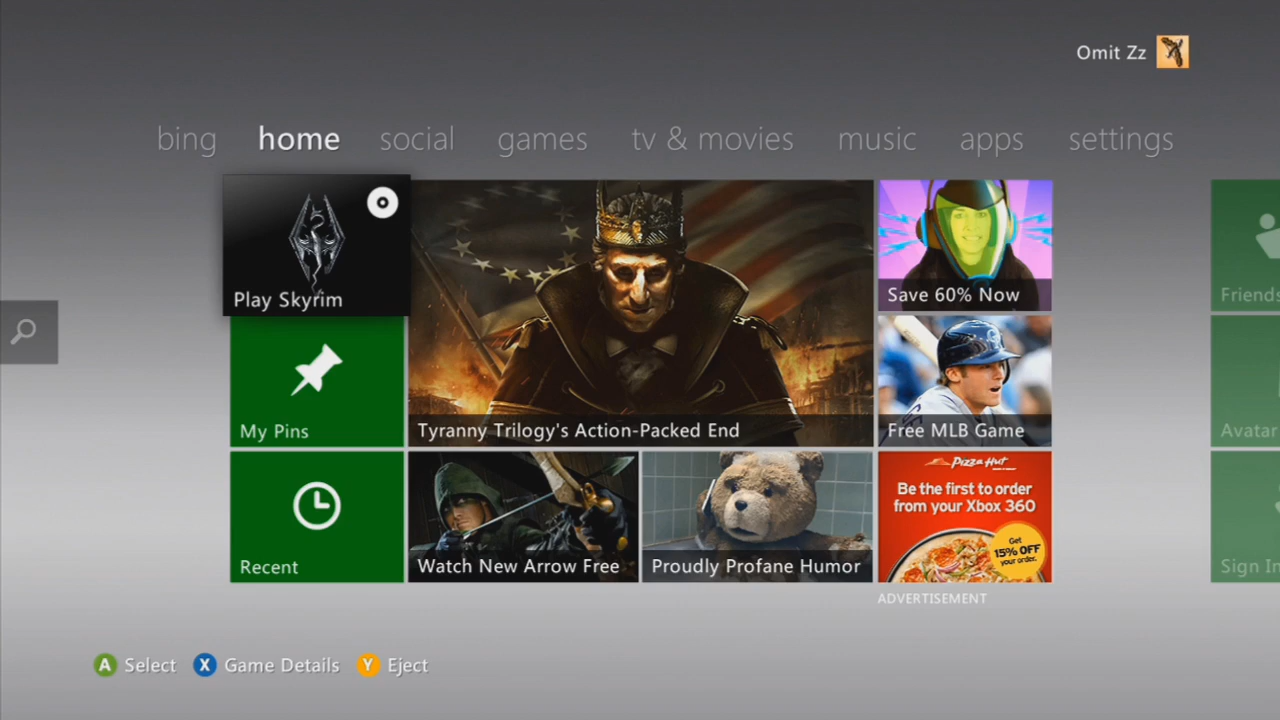 Omit Zz
bing home social games tv & movies music apps settings
Play Skyrim
My Pins
Recent
Tyranny Trilogy's Action-Packed End
Watch New Arrow Free
Proudly Profane Humor
Save 60% Now
Free MLB Game
Pizza Hut
Be the first to order
from your Xbox 360
Get
15% OFF
your order.
ADVERTISEMENT
Friends
Avatar
Sign In
A Select X Game Details Y Eject